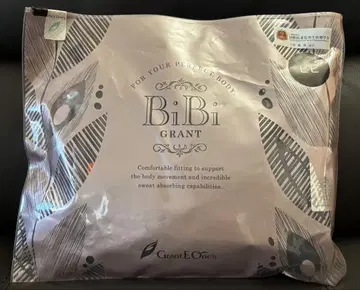 FOR YOUR PERFECT BODY
BiBi
GRANT
Comfortable fitting to support
the body movement and incredible
sweat absorbing capabilities.
Grant E One's